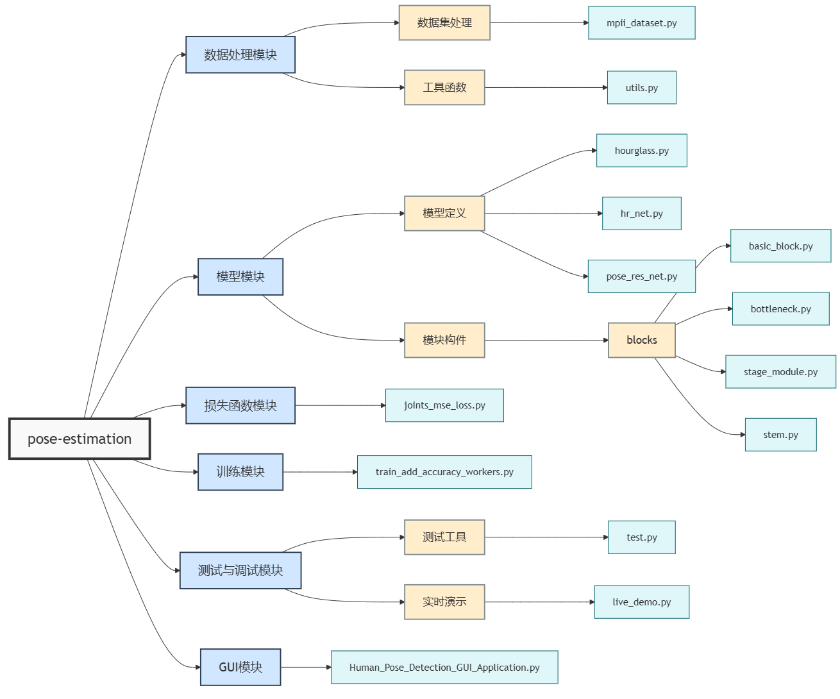 pose-estimation
数据处理模块
数据集处理
mpii_dataset.py
工具函数
utils.py
模型模块
模型定义
hourglass.py
hr_net.py
pose_res_net.py
模块构件
blocks
basic_block.py
bottleneck.py
stage_module.py
stem.py
损失函数模块
joints_mse_loss.py
训练模块
train_add_accuracy_workers.py
测试与调试模块
测试工具
test.py
实时演示
live_demo.py
GUI模块
Human_Pose_Detection_GUI_Application.py